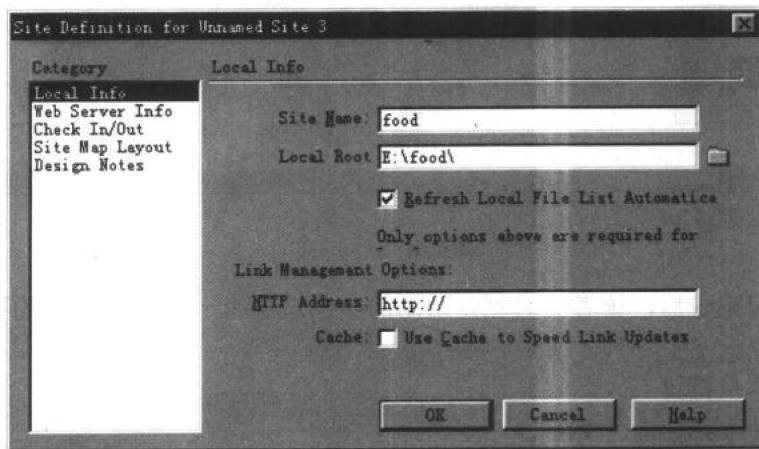 Site Definition for Unnamed Site 3
Category
Local Info
Web Server Info
Check In/Out
Site Map Layout
Design Notes
Local Info
Site Name: food
Local Root E:\food\
Refresh Local File List Automatica
Only options above are required for
Link Management Options:
HTTP Address: http://
Cache: Use Cache to Speed Link Updates
OK
Cancel
Help